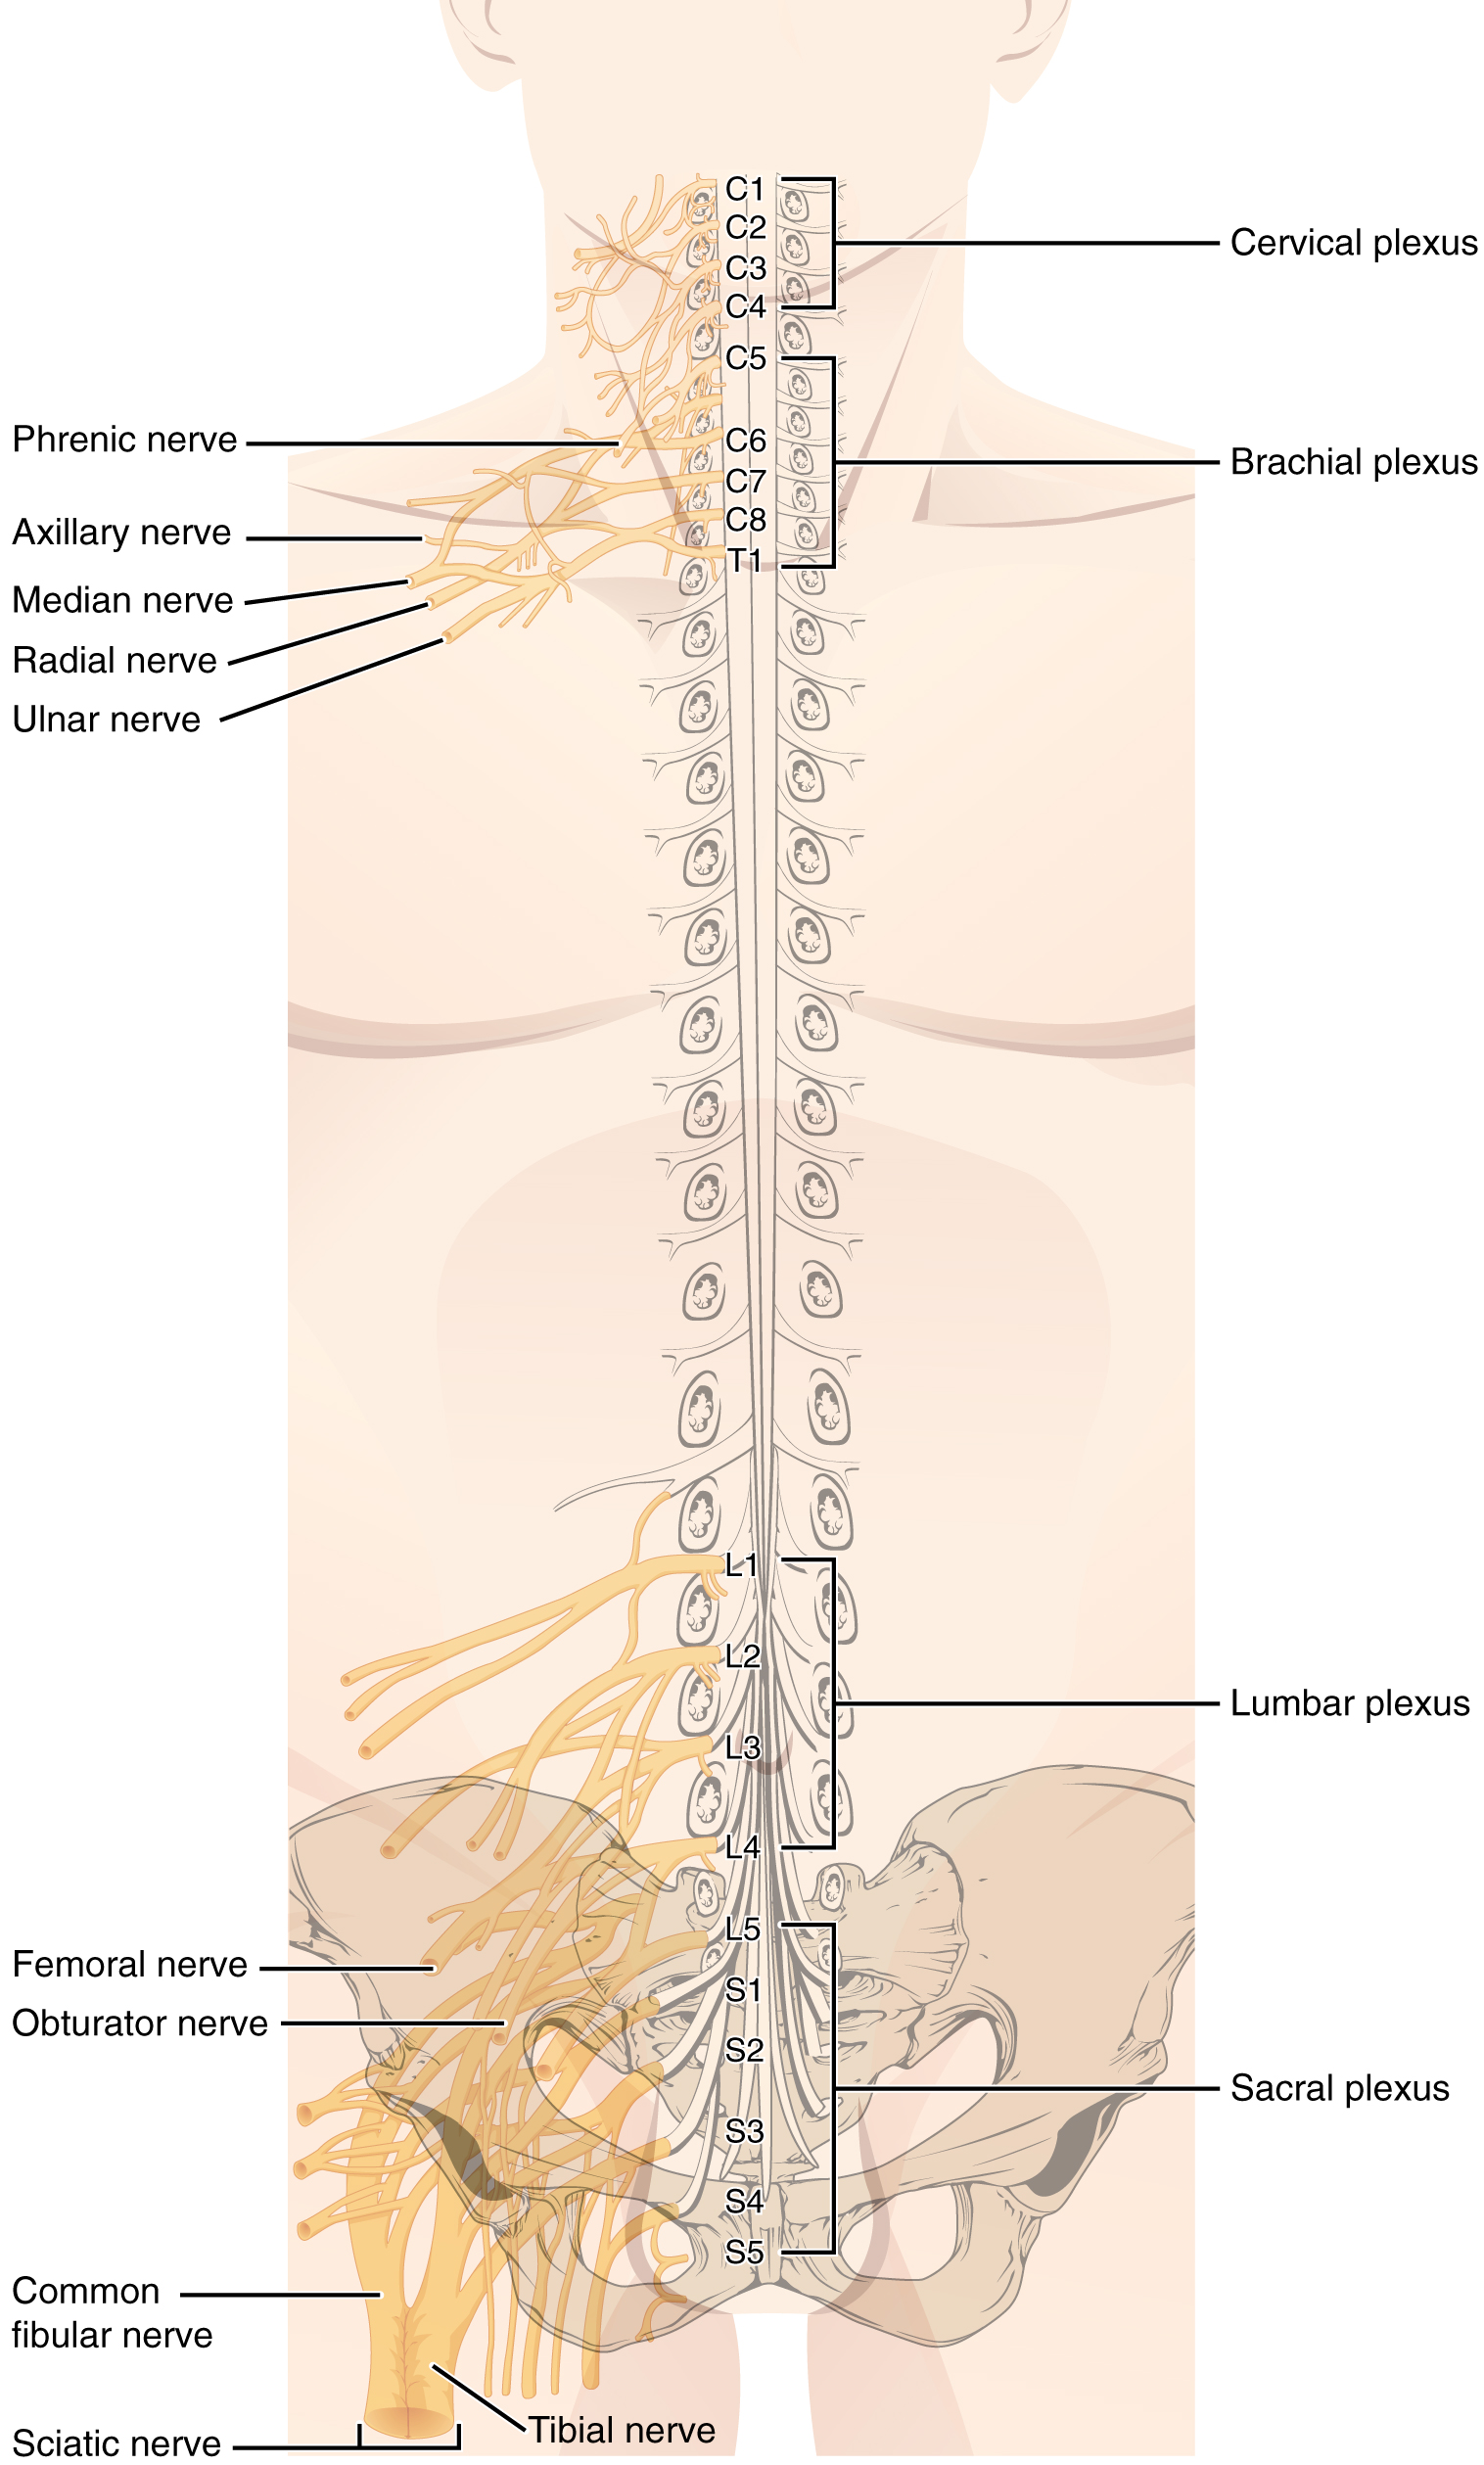 C1
C2
C3
C4
Cervical plexus
C5
C6
C7
C8
T1
Brachial plexus
Phrenic nerve
Axillary nerve
Median nerve
Radial nerve
Ulnar nerve
L1
L2
L3
L4
Lumbar plexus
L5
S1
S2
S3
S4
S5
Sacral plexus
Femoral nerve
Obturator nerve
Common
fibular nerve
Tibial nerve
Sciatic nerve